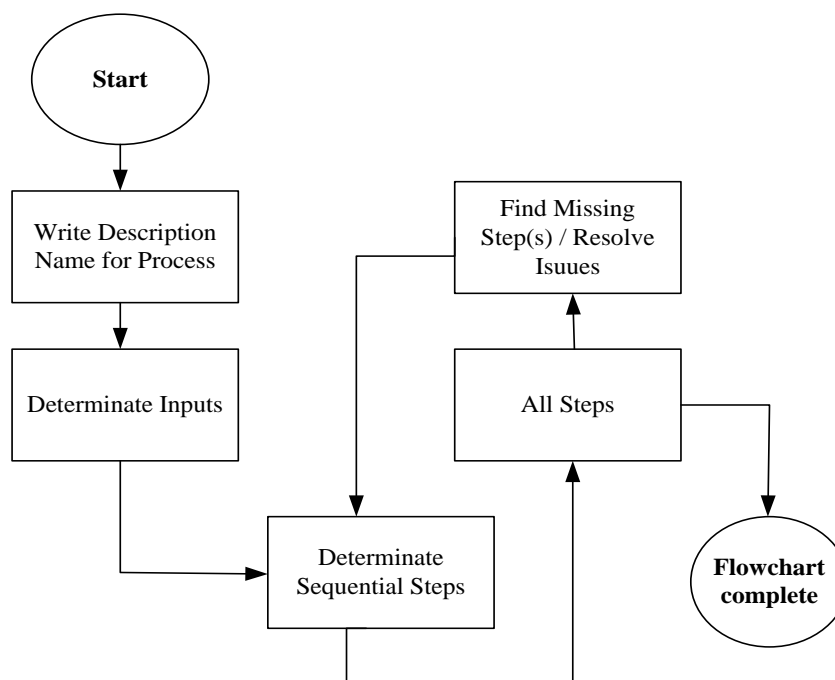 Start
Write Description
Name for Process
Determinate Inputs
Find Missing
Step(s) / Resolve
Isuues
All Steps
Determinate
Sequential Steps
Flowchart
complete